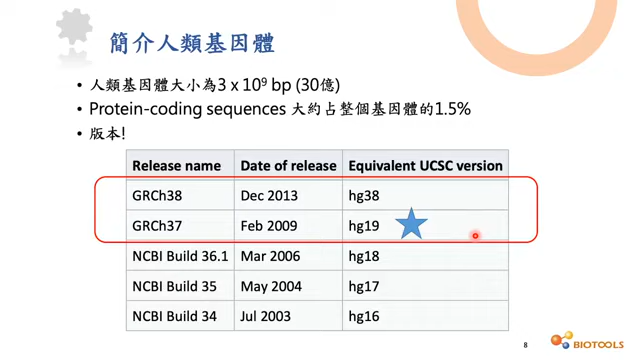 簡介人類基因體
• 人類基因體大小為3 x 10⁹ bp (30億)
• Protein-coding sequences 大約占整個基因體的1.5%
• 版本!
Release name Date of release Equivalent UCSC version
GRCh38 Dec 2013 hg38
GRCh37 Feb 2009 hg19
NCBI Build 36.1 Mar 2006 hg18
NCBI Build 35 May 2004 hg17
NCBI Build 34 Jul 2003 hg16
8
BIOTOOLS